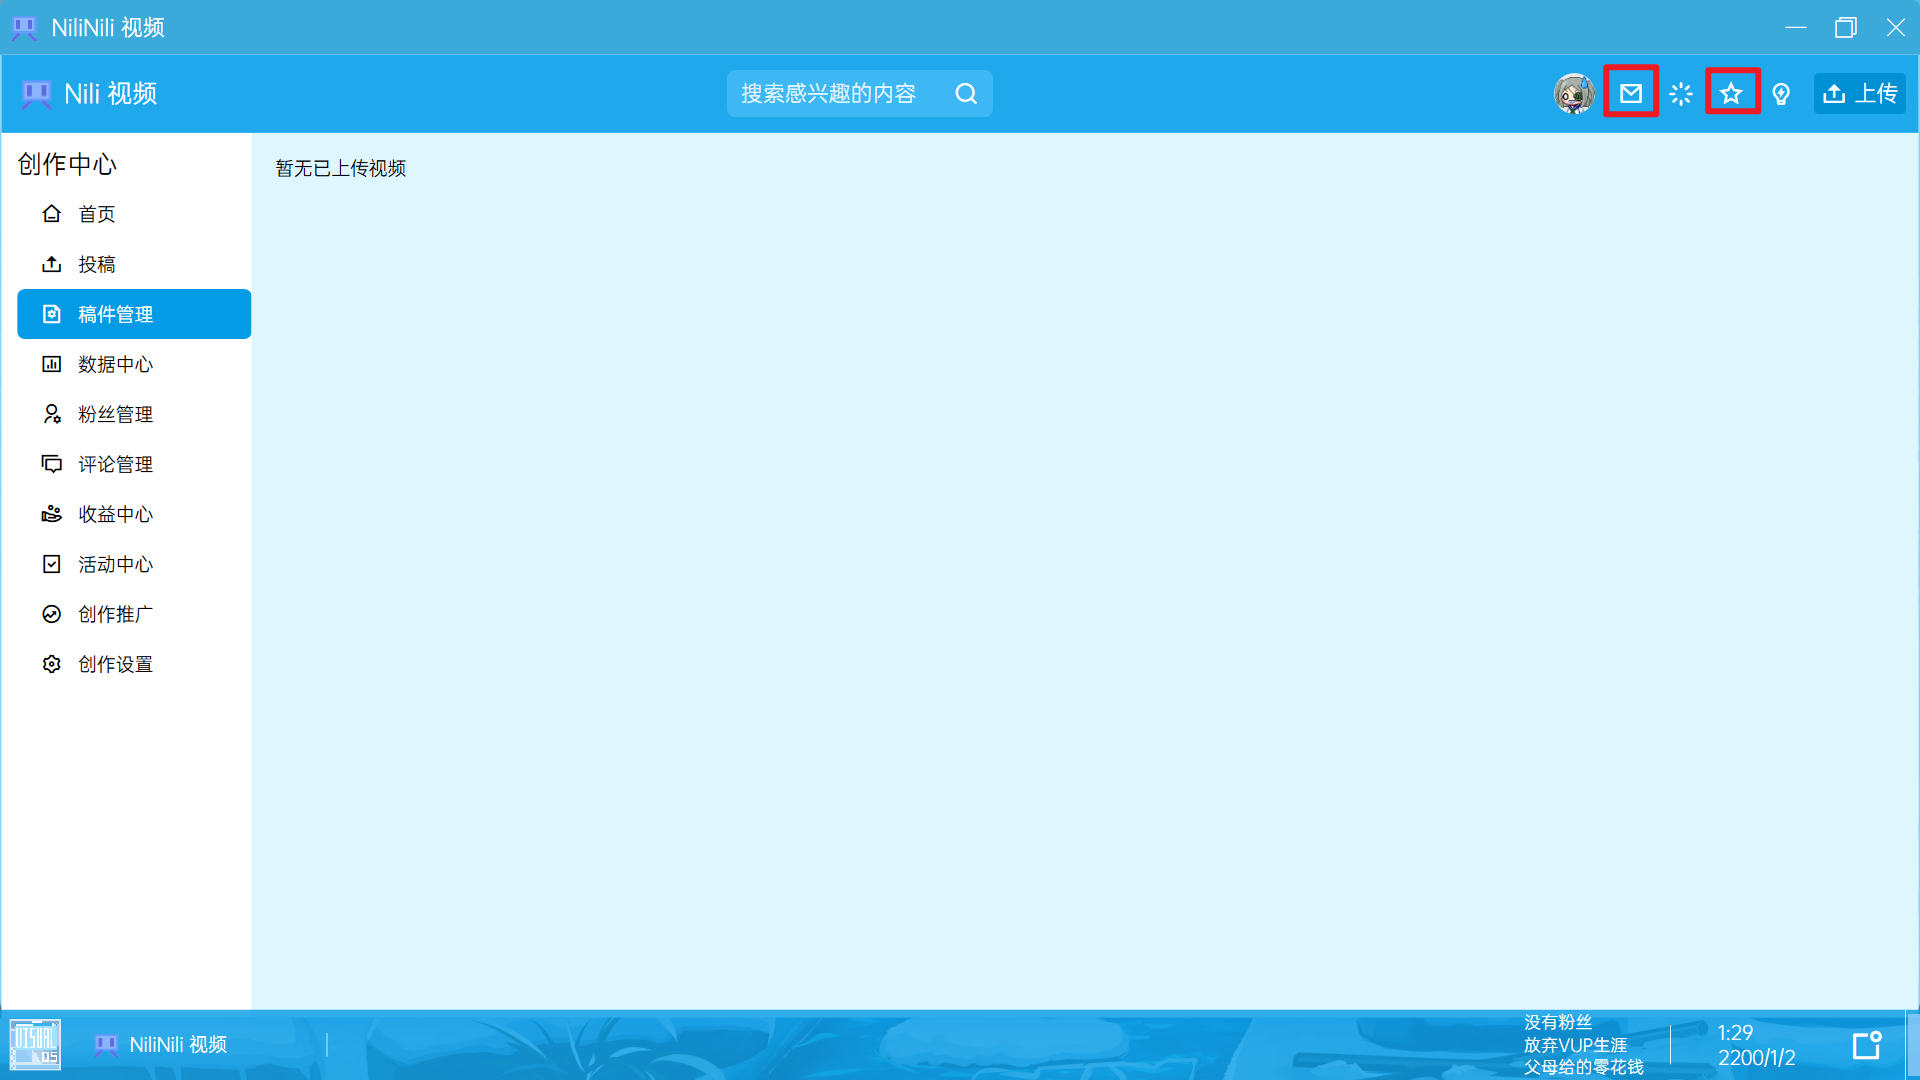 NiliNili 视频
Nili 视频
搜索感兴趣的内容
上传
创作中心
首页
投稿
稿件管理
数据中心
粉丝管理
评论管理
收益中心
活动中心
创作推广
创作设置
暂无已上传视频
NiliNili 视频
没有粉丝
放弃VUP生涯
父母给的零花钱
1:29
2200/1/2